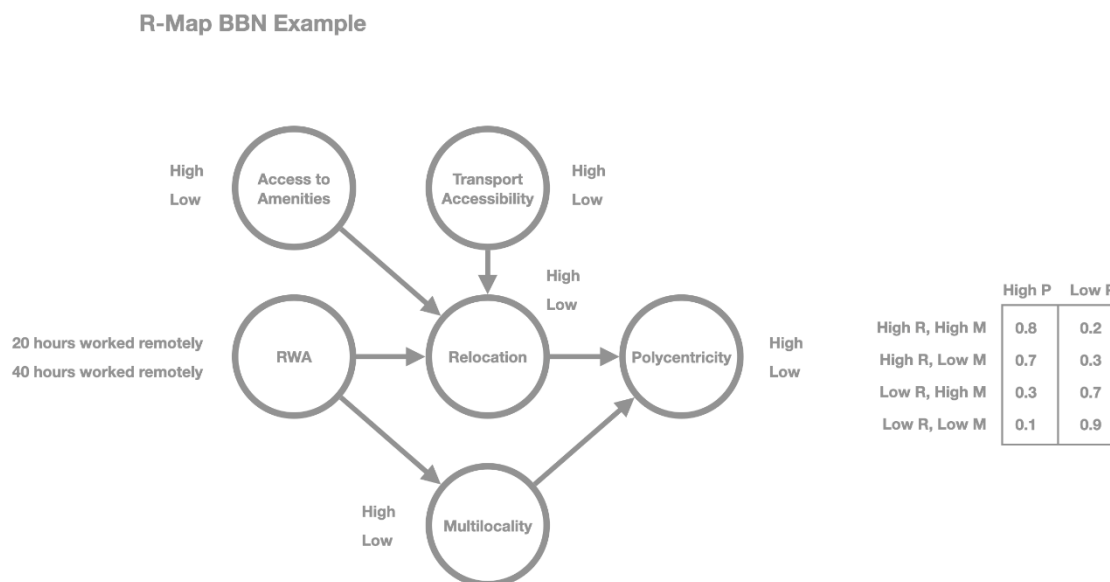 R-Map BBN Example
High
Low
Access to
Amenities
Transport
Accessibility
High
Low
High
Low
20 hours worked remotely
40 hours worked remotely
RWA
Relocation
Polycentricity
High
Low
High
Low
Multilocality
High P Low P
High R, High M 0.8 0.2
High R, Low M 0.7 0.3
Low R, High M 0.3 0.7
Low R, Low M 0.1 0.9